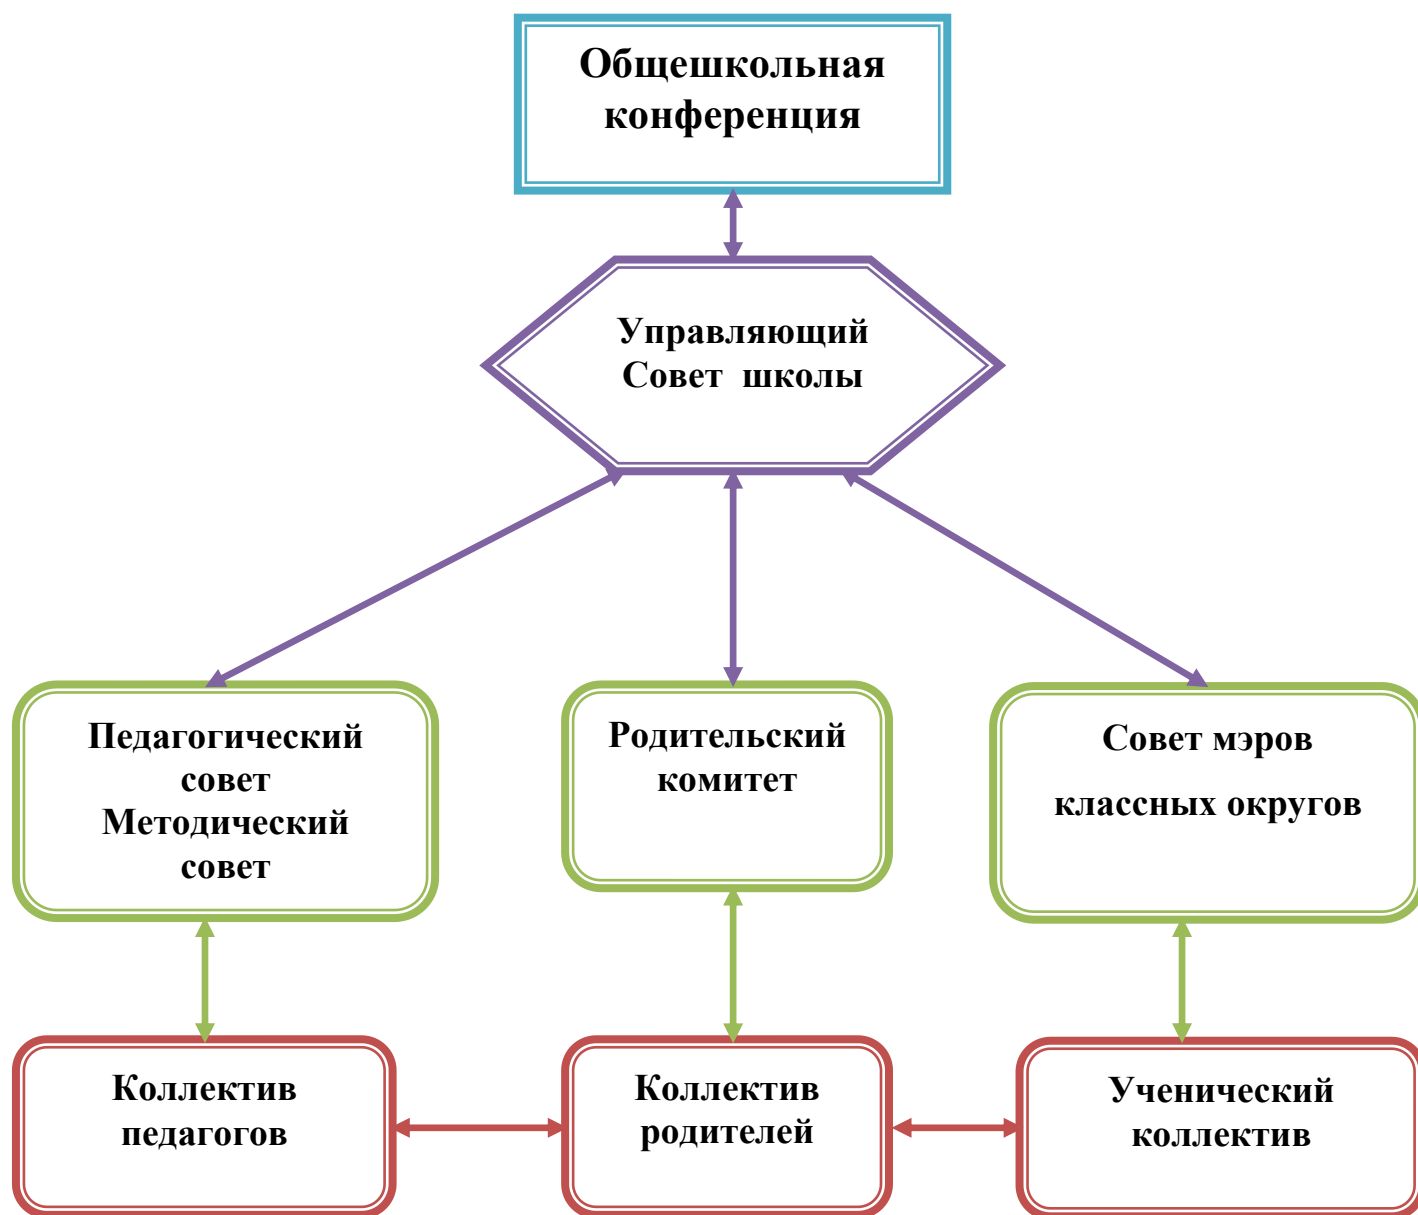 Общешкольная
конференция
Управляющий
Совет школы
Педагогический
совет
Методический
совет
Родительский
комитет
Совет мэров
классных округов
Коллектив
педагогов
Коллектив
родителей
Ученический
коллектив